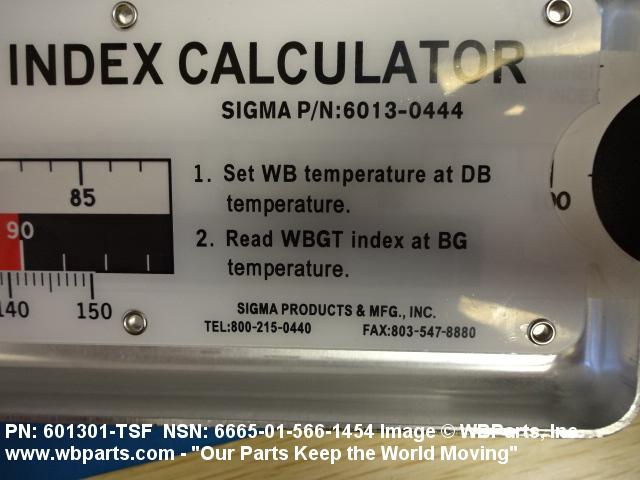 INDEX CALCULATOR
SIGMA P/N:6013-0444
1. Set WB temperature at DB
temperature.
2. Read WBGT index at BG
temperature.
85
90
140 150
SIGMA PRODUCTS & MFG., INC.
TEL:800-215-0440 FAX:803-547-8880
PN: 601301-TSF NSN: 6665-01-566-1454 Image © WBParts, Inc.
www.wbparts.com - "Our Parts Keep the World Moving"